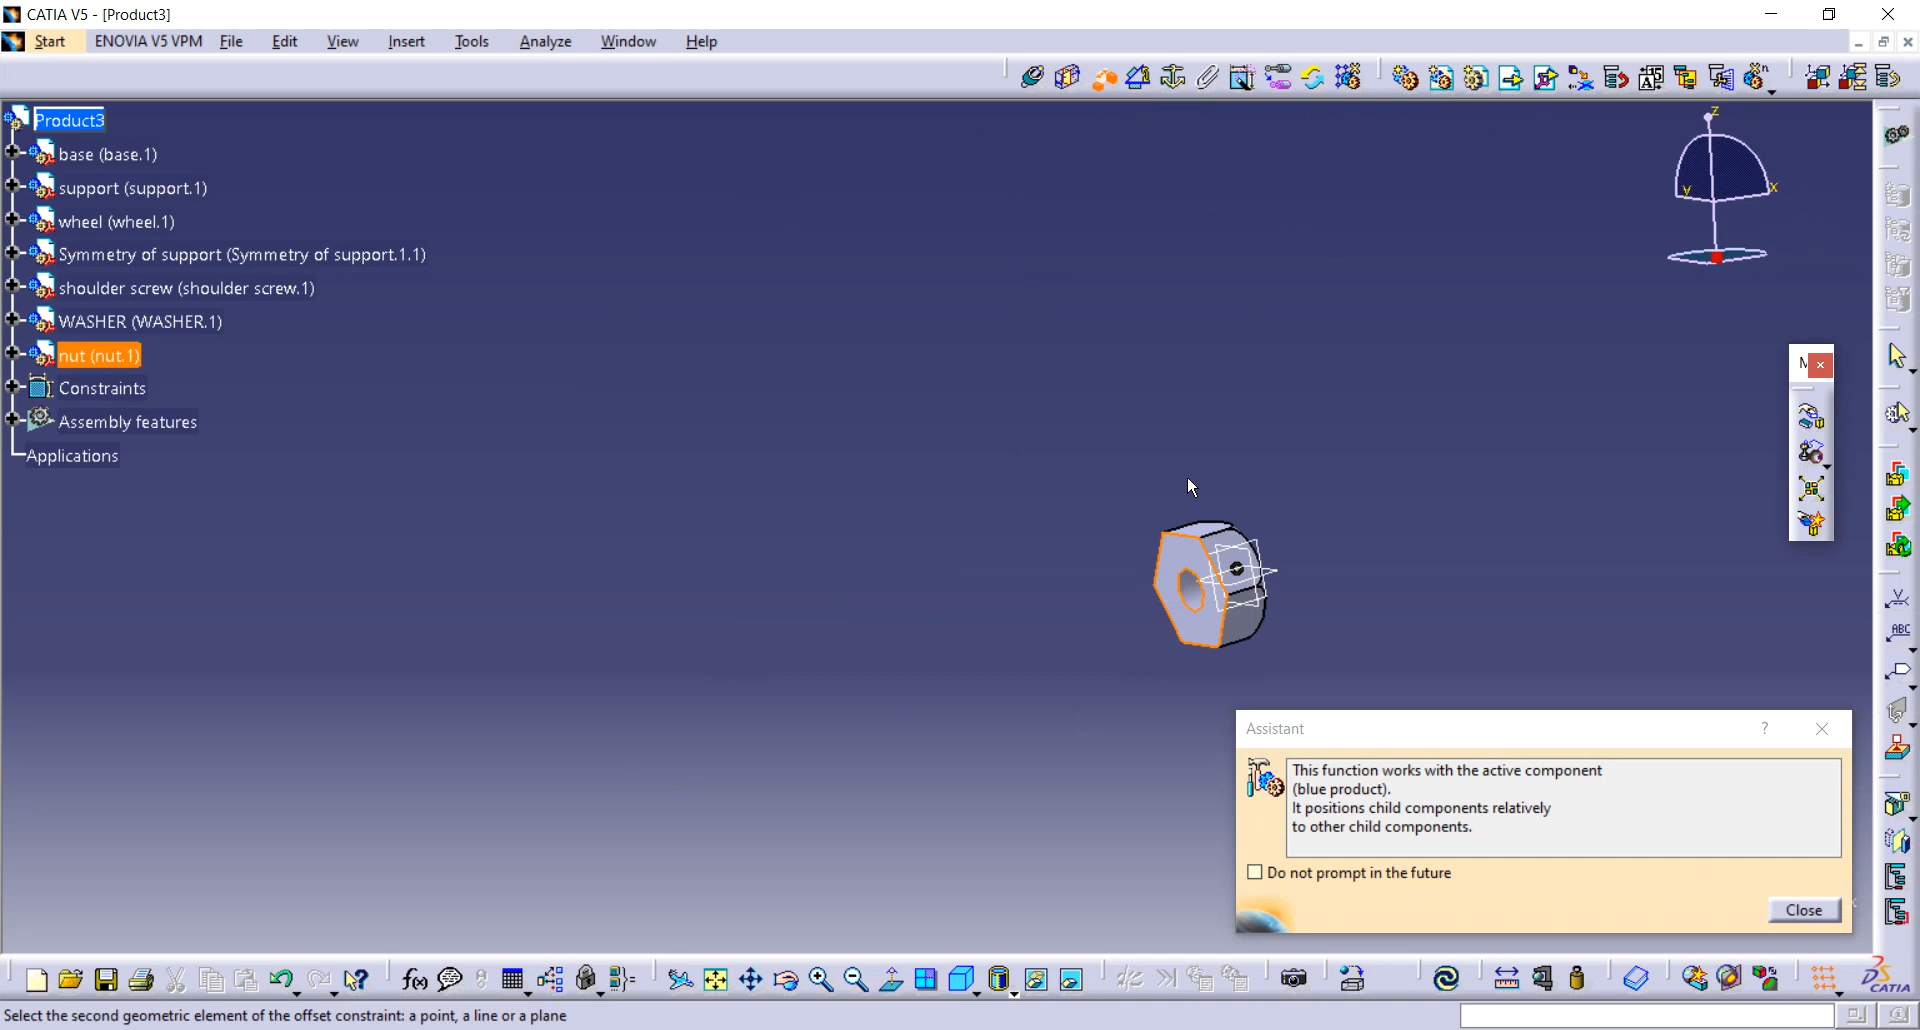 CATIA V5 - [Product3]
Start ENOVIA V5 VPM File Edit View Insert Tools Analyze Window Help
Product3
base (base.1)
support (support.1)
wheel (wheel.1)
Symmetry of support (Symmetry of support.1.1)
shoulder screw (shoulder screw.1)
WASHER (WASHER.1)
nut (nut.1)
Constraints
Assembly features
Applications
z
y
x
M
ABC
Assistant
This function works with the active component
(blue product).
It positions child components relatively
to other child components.
Do not prompt in the future
Close
f(x)
CATIA
Select the second geometric element of the offset constraint: a point, a line or a plane